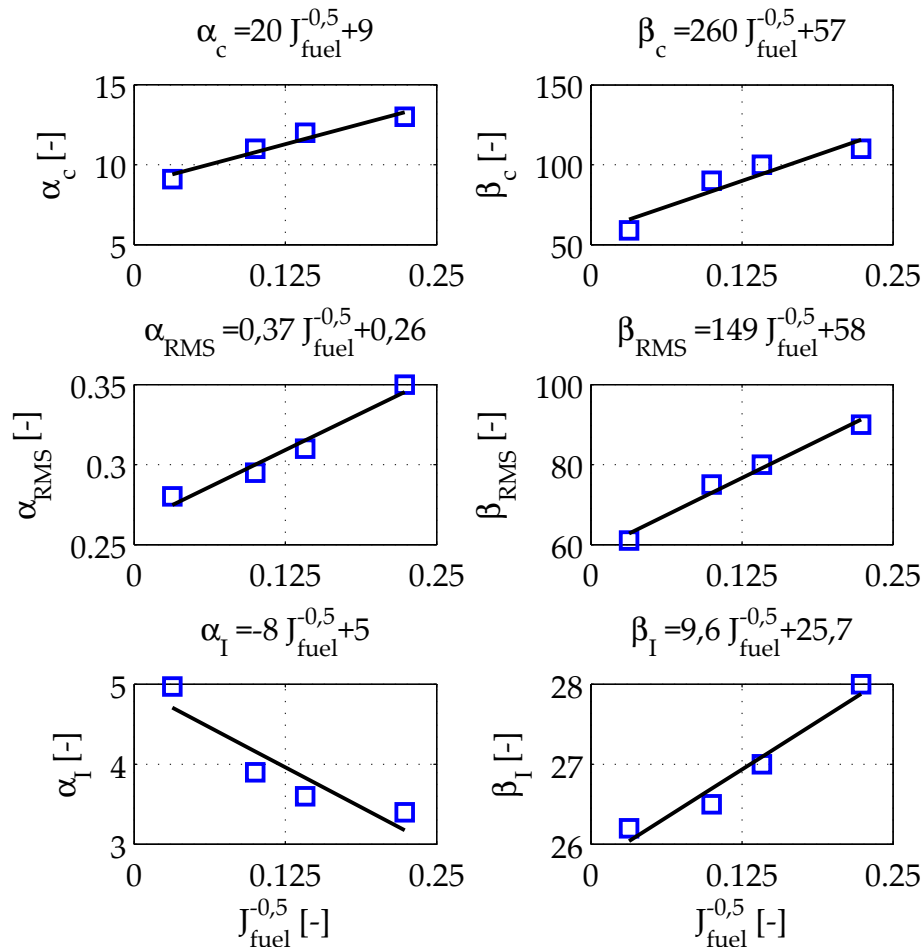 α_c =20 J_fuel^-0,5+9
15
10
5
α_c [-]
0
0.125
0.25
β_c =260 J_fuel^-0,5+57
150
100
50
β_c [-]
0
0.125
0.25
α_RMS =0,37 J_fuel^-0,5+0,26
0.35
0.3
0.25
α_RMS [-]
0
0.125
0.25
β_RMS =149 J_fuel^-0,5+58
100
80
60
β_RMS [-]
0
0.125
0.25
α_I =-8 J_fuel^-0,5+5
5
4
3
α_I [-]
0
0.125
0.25
J_fuel^-0,5 [-]
β_I =9,6 J_fuel^-0,5+25,7
28
27
26
β_I [-]
0
0.125
0.25
J_fuel^-0,5 [-]